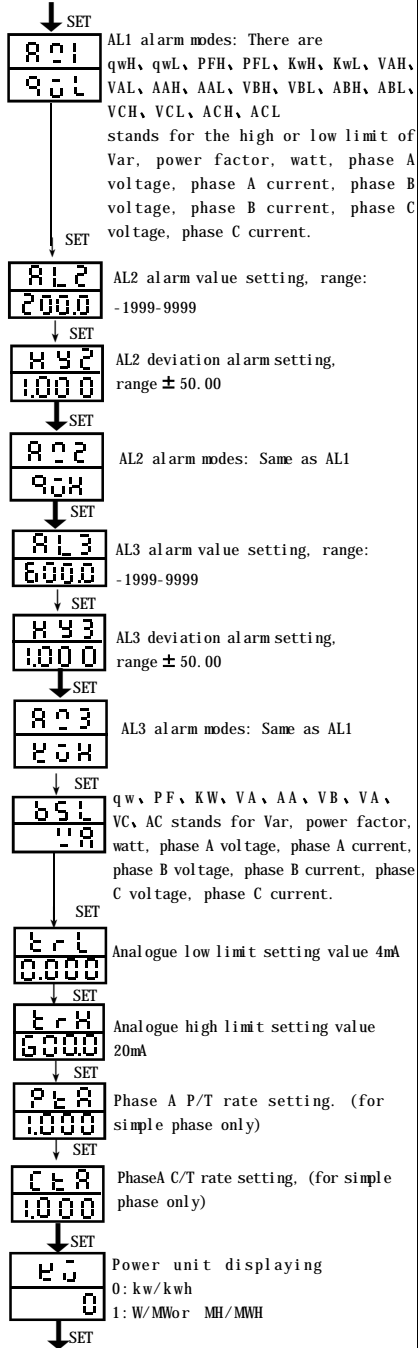 SET
AL1 alarm modes: There are
qwH、qwL、PFH、PFL、KwH、KwL、VAH、
VAL、AAH、AAL、VBH、VBL、ABH、ABL、
VCH、VCL、ACH、ACL
stands for the high or low limit of
Var, power factor, watt, phase A
voltage, phase A current, phase B
voltage, phase B current, phase C
voltage, phase C current.
SET
AL2
200.0
AL2 alarm value setting, range:
-1999-9999
SET
HY2
1.000
AL2 deviation alarm setting,
range ± 50.00
SET
AL2 alarm modes: Same as AL1
SET
AL3
600.0
AL3 alarm value setting, range:
-1999-9999
SET
HY3
1.000
AL3 deviation alarm setting,
range ± 50.00
SET
AL3 alarm modes: Same as AL1
SET
bSL
qw、PF、KW、VA、AA、VB、VA、
VC、AC stands for Var, power factor,
watt, phase A voltage, phase A current,
phase B voltage, phase B current, phase
C voltage, phase C current.
SET
trL
0.000
Analogue low limit setting value 4mA
SET
trH
600.0
Analogue high limit setting value
20mA
SET
PtA
1.000
Phase A P/T rate setting. (for
simple phase only)
SET
CtA
1.000
PhaseA C/T rate setting, (for simple
phase only)
SET
0
Power unit displaying
0: kw/kwh
1: W/MWor MH/MWH
SET